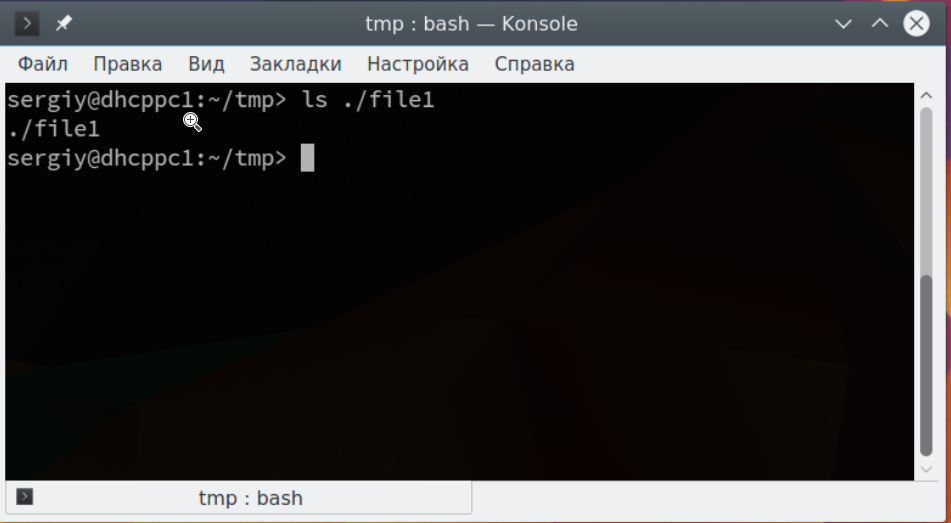 tmp : bash — Konsole
Файл Правка Вид Закладки Настройка Справка
sergiy@dhcppc1:~/tmp> ls ./file1
./file1
sergiy@dhcppc1:~/tmp>
tmp : bash